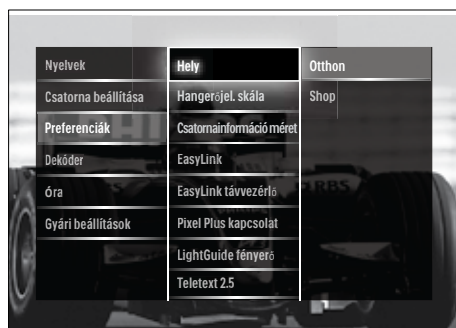 Nyelvek
Csatorna beállítása
Preferenciák
Dekóder
Óra
Gyári beállítások
Hely
Hangerőjel. skála
Csatornainformáció méret
EasyLink
EasyLink távvezérlő
Pixel Plus kapcsolat
LightGuide fényerő
Teletext 2.5
Otthon
Shop
RBS